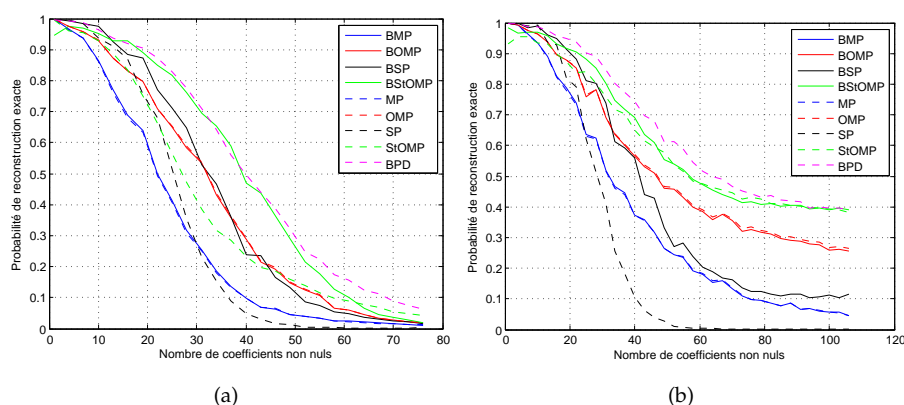 1
0.9
0.8
0.7
0.6
0.5
0.4
0.3
0.2
0.1
0
Probabilité de reconstruction exacte
0 10 20 30 40 50 60 70 80
Nombre de coefficients non nuls
BMP
BOMP
BSP
BStOMP
MP
OMP
SP
StOMP
BPD
(a)
1
0.9
0.8
0.7
0.6
0.5
0.4
0.3
0.2
0.1
0
Probabilité de reconstruction exacte
0 20 40 60 80 100 120
Nombre de coefficients non nuls
BMP
BOMP
BSP
BStOMP
MP
OMP
SP
StOMP
BPD
(b)